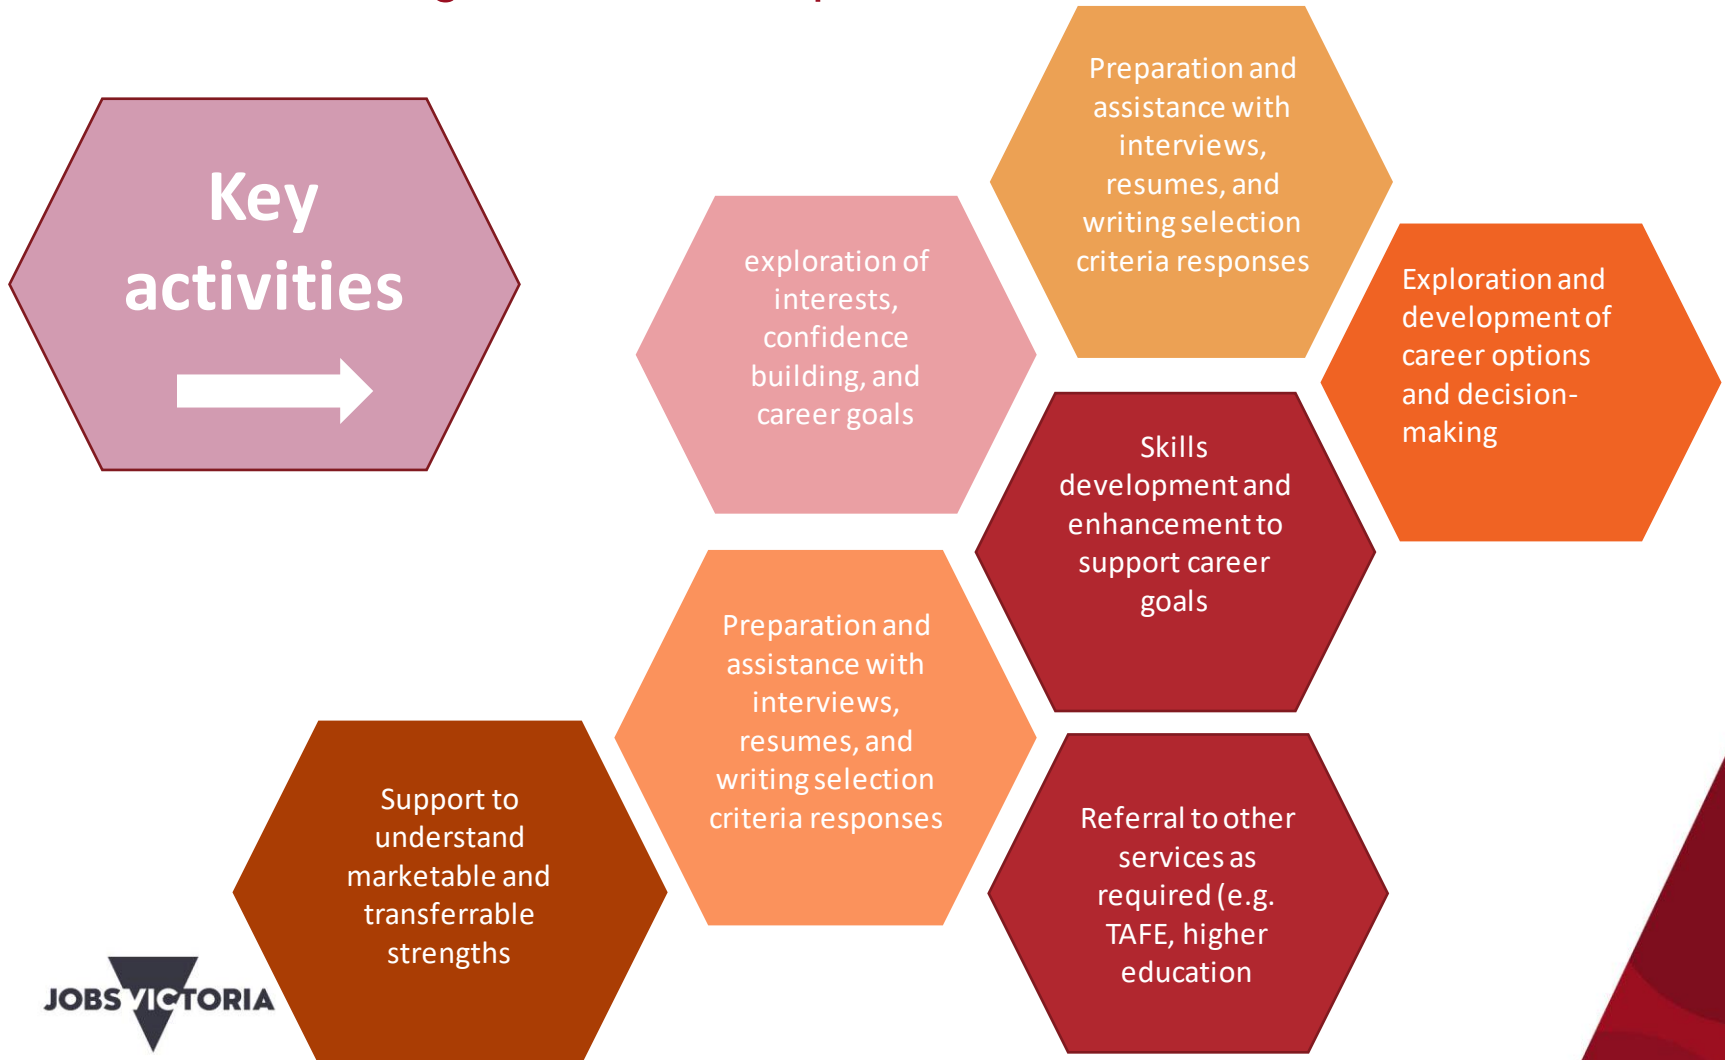 Key
activities
Preparation and
assistance with
interviews,
resumes, and
writing selection
criteria responses
exploration of
interests,
confidence
building, and
career goals
Exploration and
development of
career options
and decision-
making
Skills
development and
enhancement to
support career
goals
Preparation and
assistance with
interviews,
resumes, and
writing selection
criteria responses
Support to
understand
marketable and
transferrable
strengths
Referral to other
services as
required (e.g.
TAFE, higher
education
JOBS VICTORIA